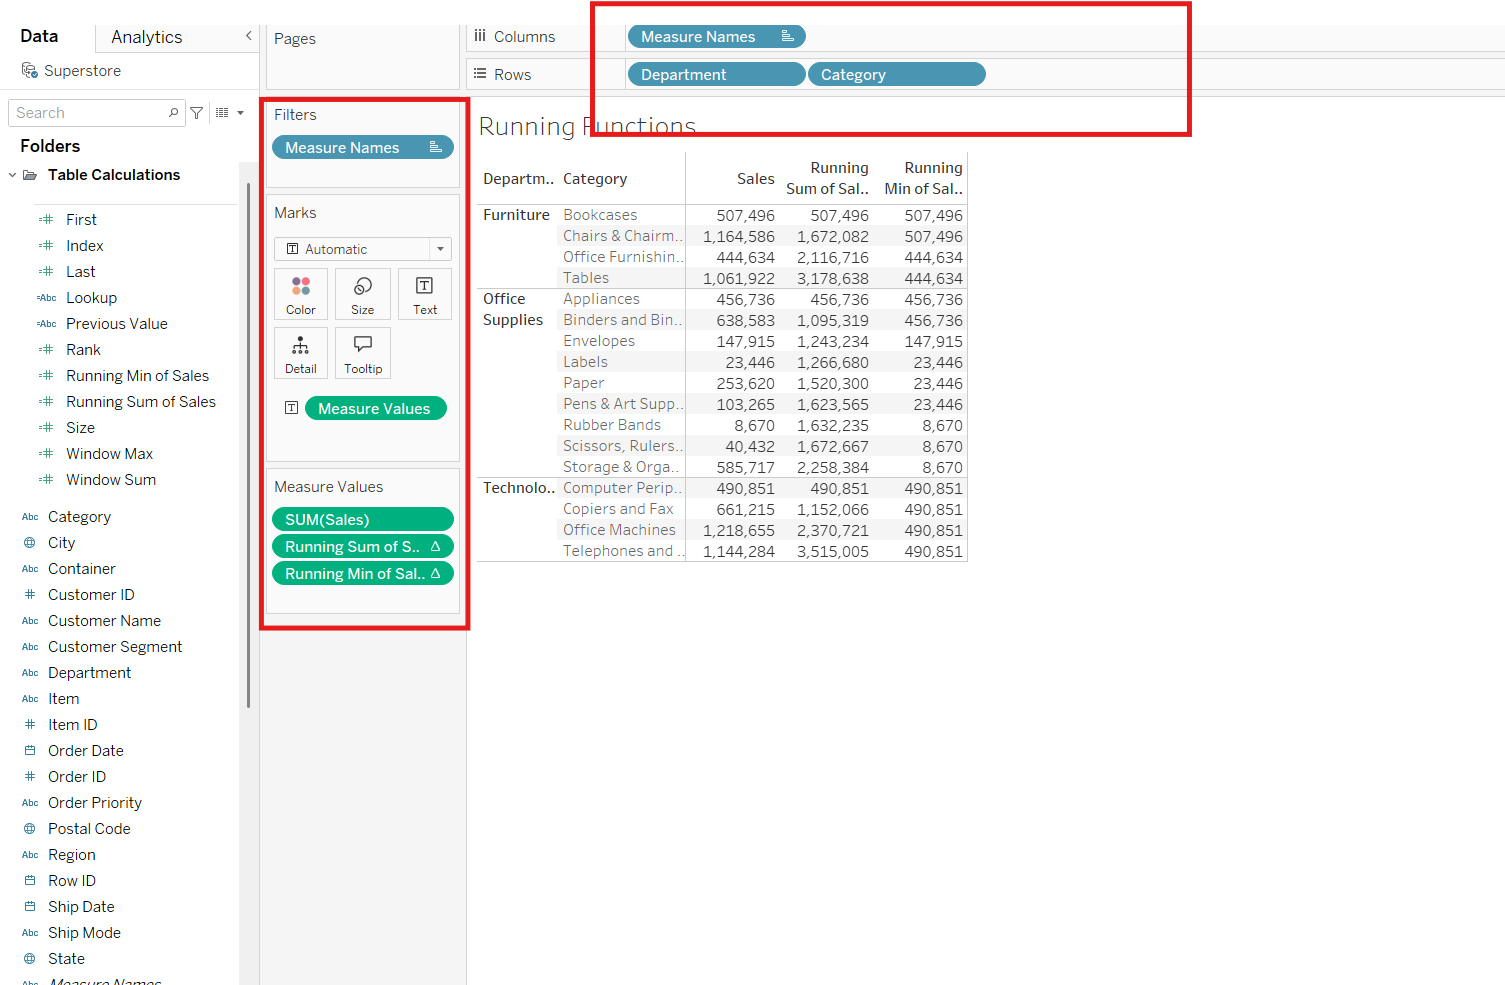 Data
Analytics
Superstore
Search
Folders
Table Calculations
First
Index
Last
=Abc Lookup
=Abc Previous Value
Rank
Running Min of Sales
Running Sum of Sales
Size
Window Max
Window Sum
Abc Category
City
Abc Container
Customer ID
Abc Customer Name
Abc Customer Segment
Abc Department
Abc Item
Item ID
Order Date
Order ID
Abc Order Priority
Postal Code
Abc Region
Row ID
Ship Date
Abc Ship Mode
State
Abc Measure Names
Pages
Filters
Measure Names
Marks
Automatic
Color Size Text
Detail Tooltip
Measure Values
Measure Values
SUM(Sales)
Running Sum of S..
Running Min of Sal..
Columns Measure Names
Rows Department Category
Running Functions
Departm.. Category Sales Running Sum of Sal.. Running Min of Sal..
Furniture Bookcases 507,496 507,496 507,496
Chairs & Chairm.. 1,164,586 1,672,082 507,496
Office Furnishin.. 444,634 2,116,716 444,634
Tables 1,061,922 3,178,638 444,634
Office Supplies Appliances 456,736 456,736 456,736
Binders and Bin.. 638,583 1,095,319 456,736
Envelopes 147,915 1,243,234 147,915
Labels 23,446 1,266,680 23,446
Paper 253,620 1,520,300 23,446
Pens & Art Supp.. 103,265 1,623,565 23,446
Rubber Bands 8,670 1,632,235 8,670
Scissors, Rulers.. 40,432 1,672,667 8,670
Storage & Orga.. 585,717 2,258,384 8,670
Technolo.. Computer Perip.. 490,851 490,851 490,851
Copiers and Fax 661,215 1,152,066 490,851
Office Machines 1,218,655 2,370,721 490,851
Telephones and .. 1,144,284 3,515,005 490,851